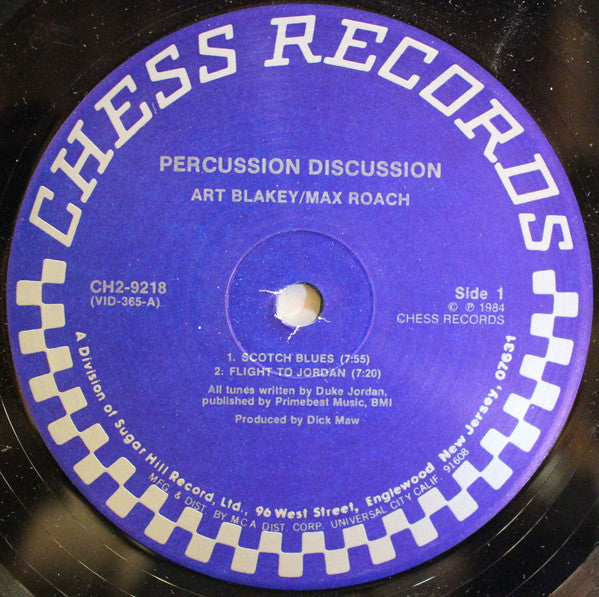 CHESS RECORDS
PERCUSSION DISCUSSION
ART BLAKEY/MAX ROACH
CH2-9218
(VID-365-A)
Side 1
© ℗ 1984
CHESS RECORDS
1. SCOTCH BLUES (7:55)
2: FLIGHT TO JORDAN (7:20)
All tunes written by Duke Jordan,
published by Primebeat Music, BMI
Produced by Dick Maw
A Division of Sugar Hill Record, Ltd., 96 West Street, Englewood New Jersey, 07631
MFG. & DIST. BY M.C.A DIST. CORP. UNIVERSAL CITY CALIF. 91608